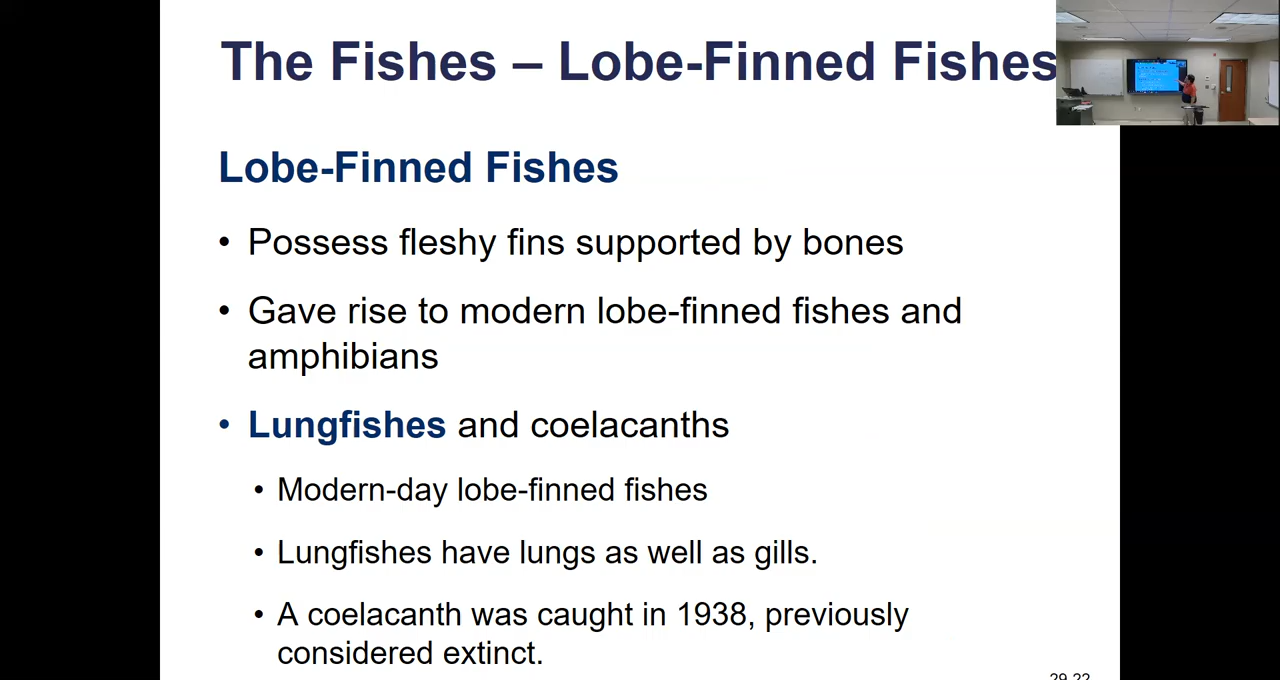 The Fishes – Lobe-Finned Fishes
Lobe-Finned Fishes
• Possess fleshy fins supported by bones
• Gave rise to modern lobe-finned fishes and
amphibians
• Lungfishes and coelacanths
• Modern-day lobe-finned fishes
• Lungfishes have lungs as well as gills.
• A coelacanth was caught in 1938, previously
considered extinct.
29.22